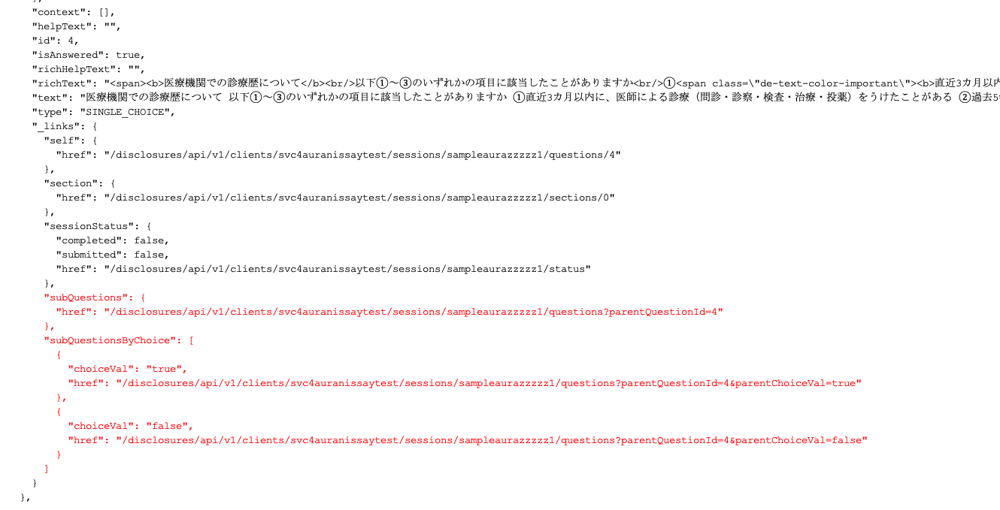 },
"context": [],
"helpText": "",
"id": 4,
"isAnswered": true,
"richHelpText": "",
"richText": "<span><b>医療機関での診療歴について</b><br/>以下①〜③のいずれかの項目に該当したことがありますか<br/>①<span class=\"de-text-color-important\"><b>直近3カ月以内
"text": "医療機関での診療歴について 以下①〜③のいずれかの項目に該当したことがありますか ①直近3カ月以内に、医師による診療（問診・診察・検査・治療・投薬）をうけたことがある ②過去5
"type": "SINGLE_CHOICE",
"_links": {
"self": {
"href": "/disclosures/api/v1/clients/svc4auranissaytest/sessions/sampleaurazzzzz1/questions/4"
},
"section": {
"href": "/disclosures/api/v1/clients/svc4auranissaytest/sessions/sampleaurazzzzz1/sections/0"
},
"sessionStatus": {
"completed": false,
"submitted": false,
"href": "/disclosures/api/v1/clients/svc4auranissaytest/sessions/sampleaurazzzzz1/status"
},
"subQuestions": {
"href": "/disclosures/api/v1/clients/svc4auranissaytest/sessions/sampleaurazzzzz1/questions?parentQuestionId=4"
},
"subQuestionsByChoice": [
{
"choiceVal": "true",
"href": "/disclosures/api/v1/clients/svc4auranissaytest/sessions/sampleaurazzzzz1/questions?parentQuestionId=4&parentChoiceVal=true"
},
{
"choiceVal": "false",
"href": "/disclosures/api/v1/clients/svc4auranissaytest/sessions/sampleaurazzzzz1/questions?parentQuestionId=4&parentChoiceVal=false"
}
]
}
},